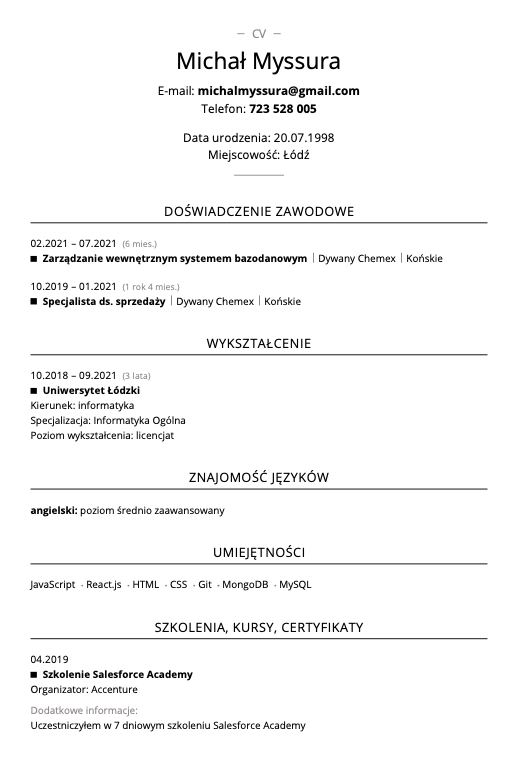 — CV —
Michał Myssura
E-mail: michalmyssura@gmail.com
Telefon: 723 528 005
Data urodzenia: 20.07.1998
Miejscowość: Łódź
DOŚWIADCZENIE ZAWODOWE
02.2021 – 07.2021 (6 mies.)
■ Zarządzanie wewnętrznym systemem bazodanowym | Dywany Chemex | Końskie
10.2019 – 01.2021 (1 rok 4 mies.)
■ Specjalista ds. sprzedaży | Dywany Chemex | Końskie
WYKSZTAŁCENIE
10.2018 – 09.2021 (3 lata)
■ Uniwersytet Łódzki
Kierunek: informatyka
Specjalizacja: Informatyka Ogólna
Poziom wykształcenia: licencjat
ZNAJOMOŚĆ JĘZYKÓW
angielski: poziom średnio zaawansowany
UMIEJĘTNOŚCI
JavaScript · React.js · HTML · CSS · Git · MongoDB · MySQL
SZKOLENIA, KURSY, CERTYFIKATY
04.2019
■ Szkolenie Salesforce Academy
Organizator: Accenture
Dodatkowe informacje:
Uczestniczyłem w 7 dniowym szkoleniu Salesforce Academy